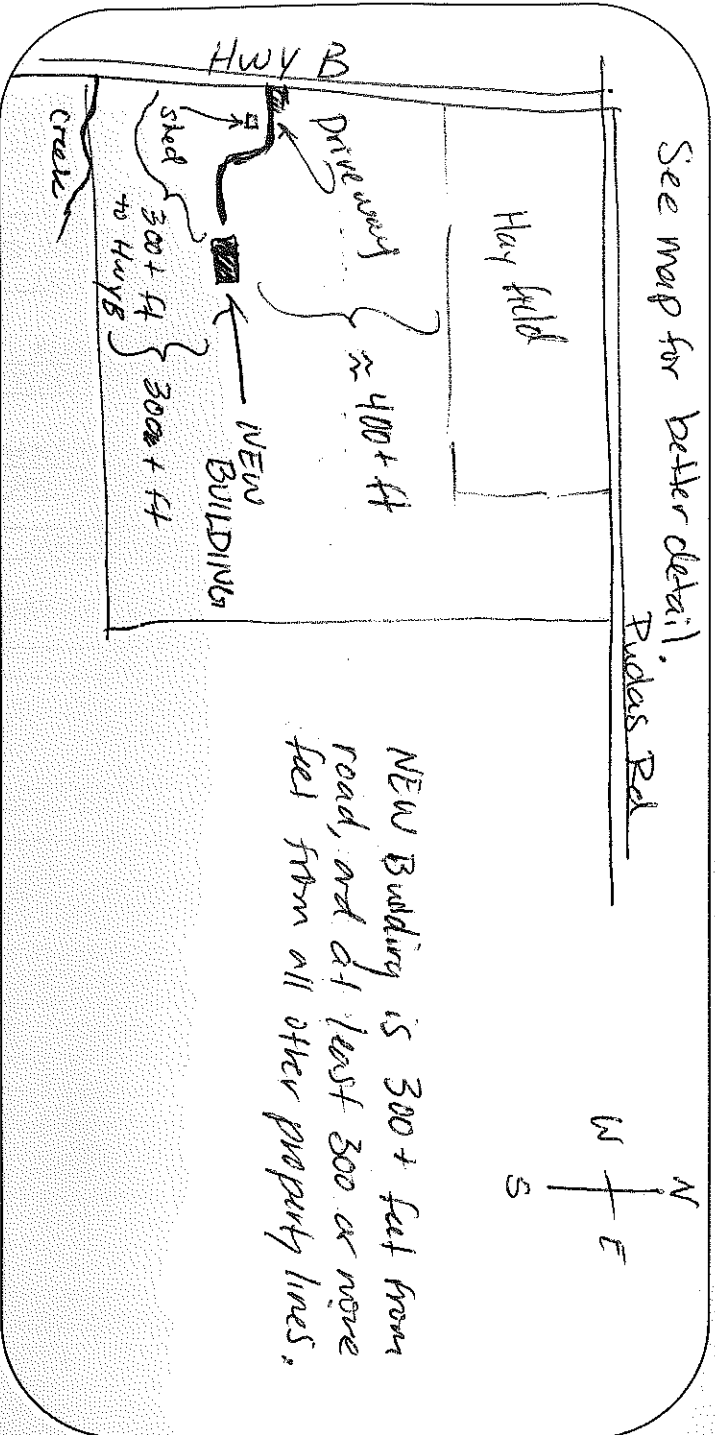 See map for better detail.
Pudas Rd
N
W E
S
Hwy B
Hay field
Driveway
≈ 400+ ft
shed
300+ ft
to Hwy B
300+ ft
NEW
BUILDING
creek
NEW Building is 300+ feet from
road, and at least 300 or more
feet from all other property lines.